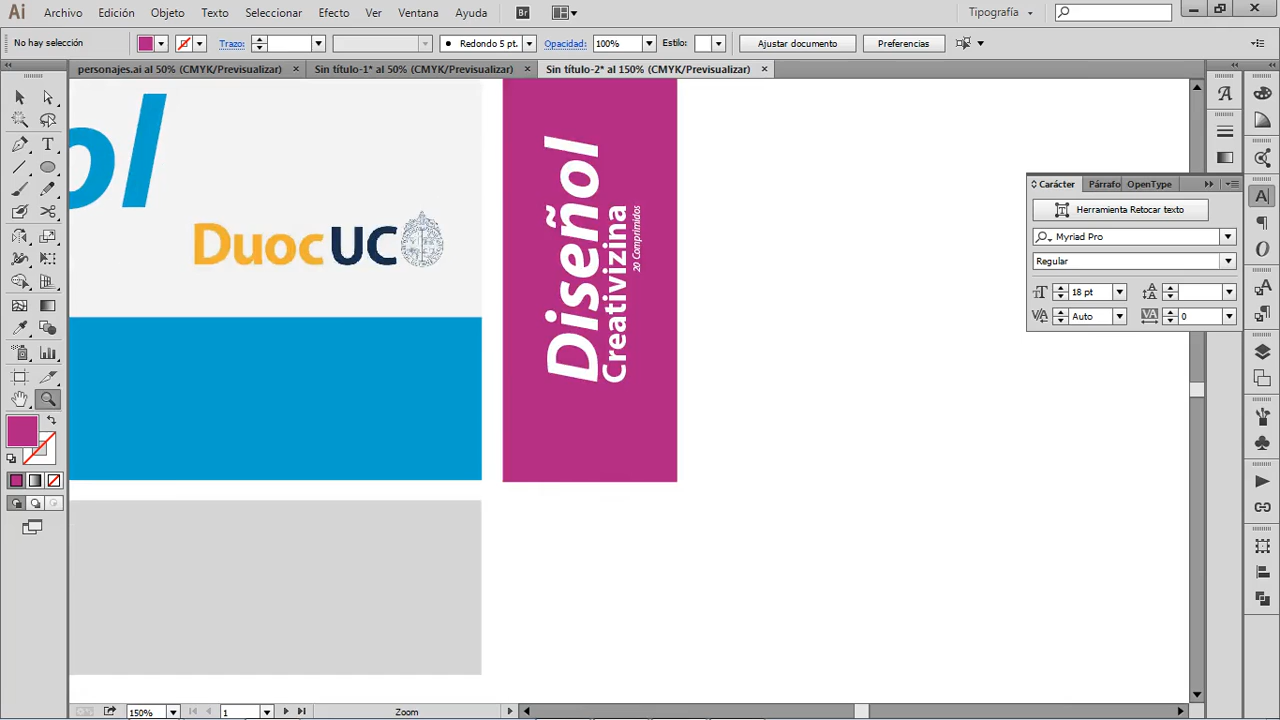 Ai Archivo Edición Objeto Texto Seleccionar Efecto Ver Ventana Ayuda Br Tipografía
No hay selección Trazo: Redondo 5 pt. Opacidad: 100% Estilo: Ajustar documento Preferencias
personajes.ai al 50% (CMYK/Previsualizar) × Sin título-1* al 50% (CMYK/Previsualizar) × Sin título-2* al 150% (CMYK/Previsualizar) ×
ol
Duoc UC
Diseñol
Creativizina
20 Comprimidos
Carácter Párrafo OpenType
Herramienta Retocar texto
Myriad Pro
Regular
18 pt
Auto 0
150% 1 Zoom